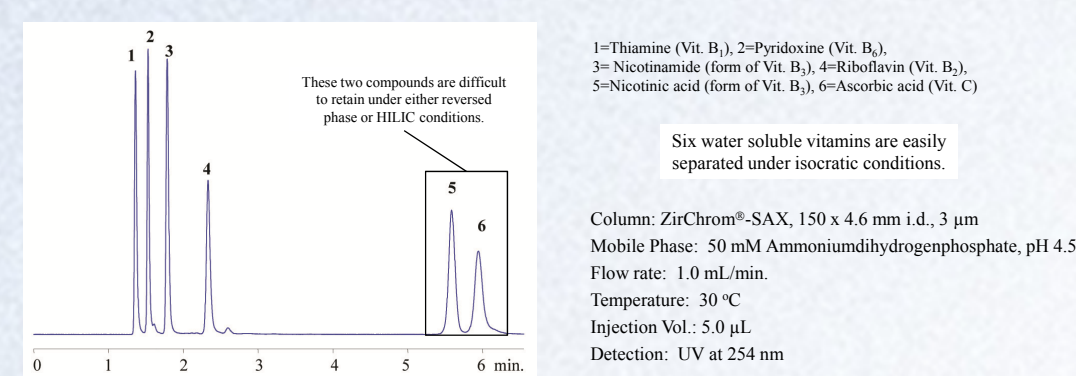 1
2
3
These two compounds are difficult
to retain under either reversed
phase or HILIC conditions.
4
5
6
0 1 2 3 4 5 6 min.
1=Thiamine (Vit. B₁), 2=Pyridoxine (Vit. B₆),
3= Nicotinamide (form of Vit. B₃), 4=Riboflavin (Vit. B₂),
5=Nicotinic acid (form of Vit. B₃), 6=Ascorbic acid (Vit. C)
Six water soluble vitamins are easily
separated under isocratic conditions.
Column: ZirChrom®-SAX, 150 x 4.6 mm i.d., 3 µm
Mobile Phase: 50 mM Ammoniumdihydrogenphosphate, pH 4.5
Flow rate: 1.0 mL/min.
Temperature: 30 ºC
Injection Vol.: 5.0 µL
Detection: UV at 254 nm